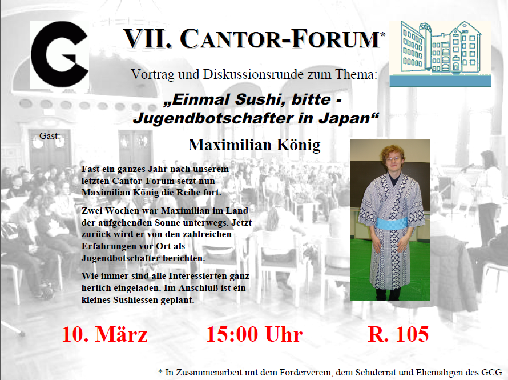 VII. CANTOR-FORUM*
Vortrag und Diskussionsrunde zum Thema:
„Einmal Sushi, bitte -
Jugendbotschafter in Japan“
Gast:
Maximilian König
Fast ein ganzes Jahr nach unserem
letzten Cantor-Forum setzt nun
Maximilian König die Reihe fort.
Zwei Wochen war Maximilian im Land
der aufgehenden Sonne unterwegs. Jetzt
zurück wird er von den zahlreichen
Erfahrungen vor Ort als
Jugendbotschafter berichten.
Wie immer sind alle Interessierten ganz
herlich eingeladen. Im Anschluß ist ein
kleines Sushiessen geplant.
10. März 15:00 Uhr R. 105
* In Zusammenarbeit mit dem Förderverein, dem Schülerrat und Ehemaligen des GCG